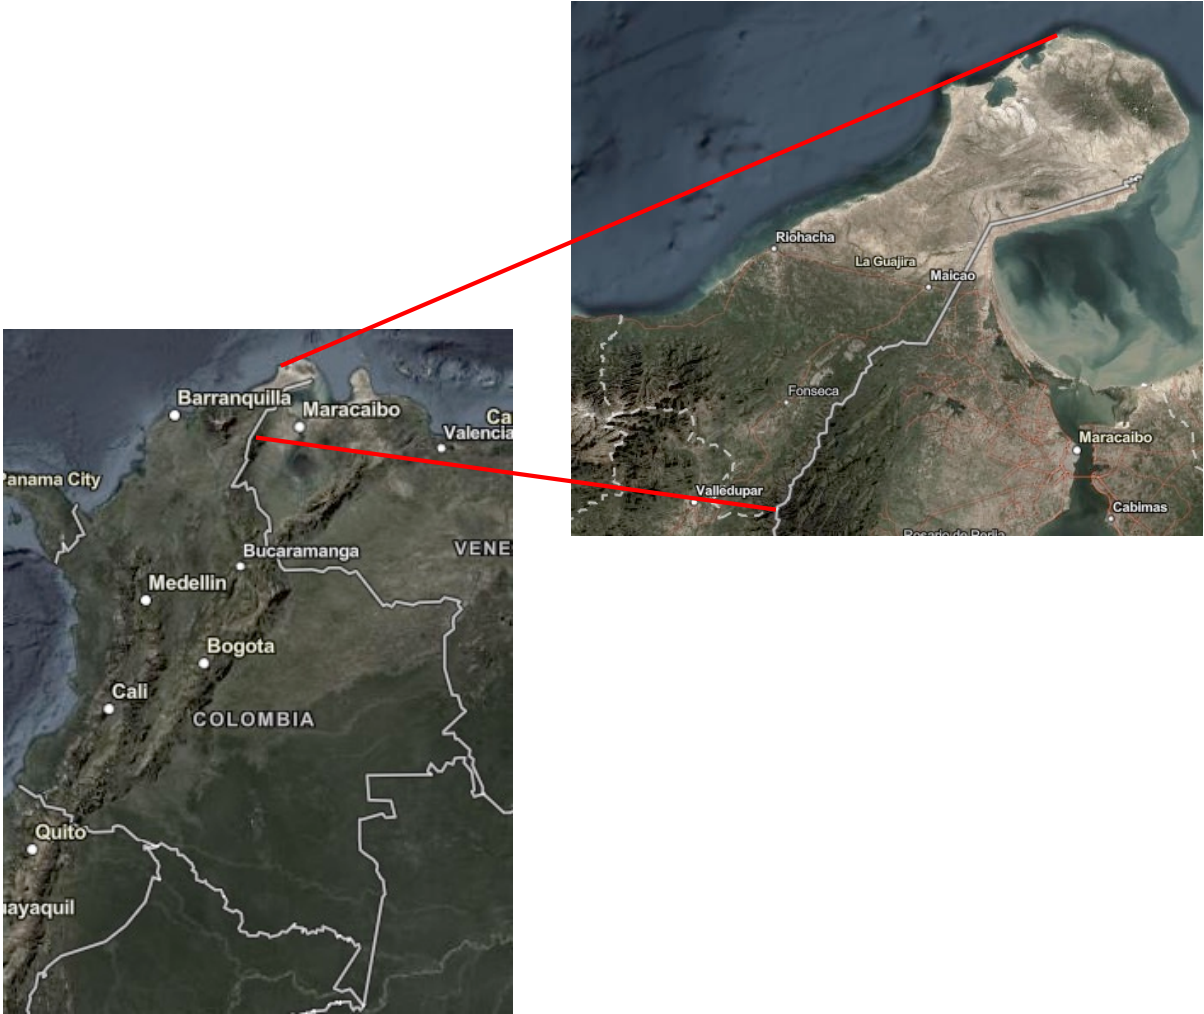 Riohacha
La Guajira
Maicao
Fonseca
Maracaibo
Valledupar
Cabimas
Barranquilla
Maracaibo
Ca
Valencia
Panama City
Bucaramanga
VENE
Medellin
Bogota
Cali
COLOMBIA
Quito
uayaquil